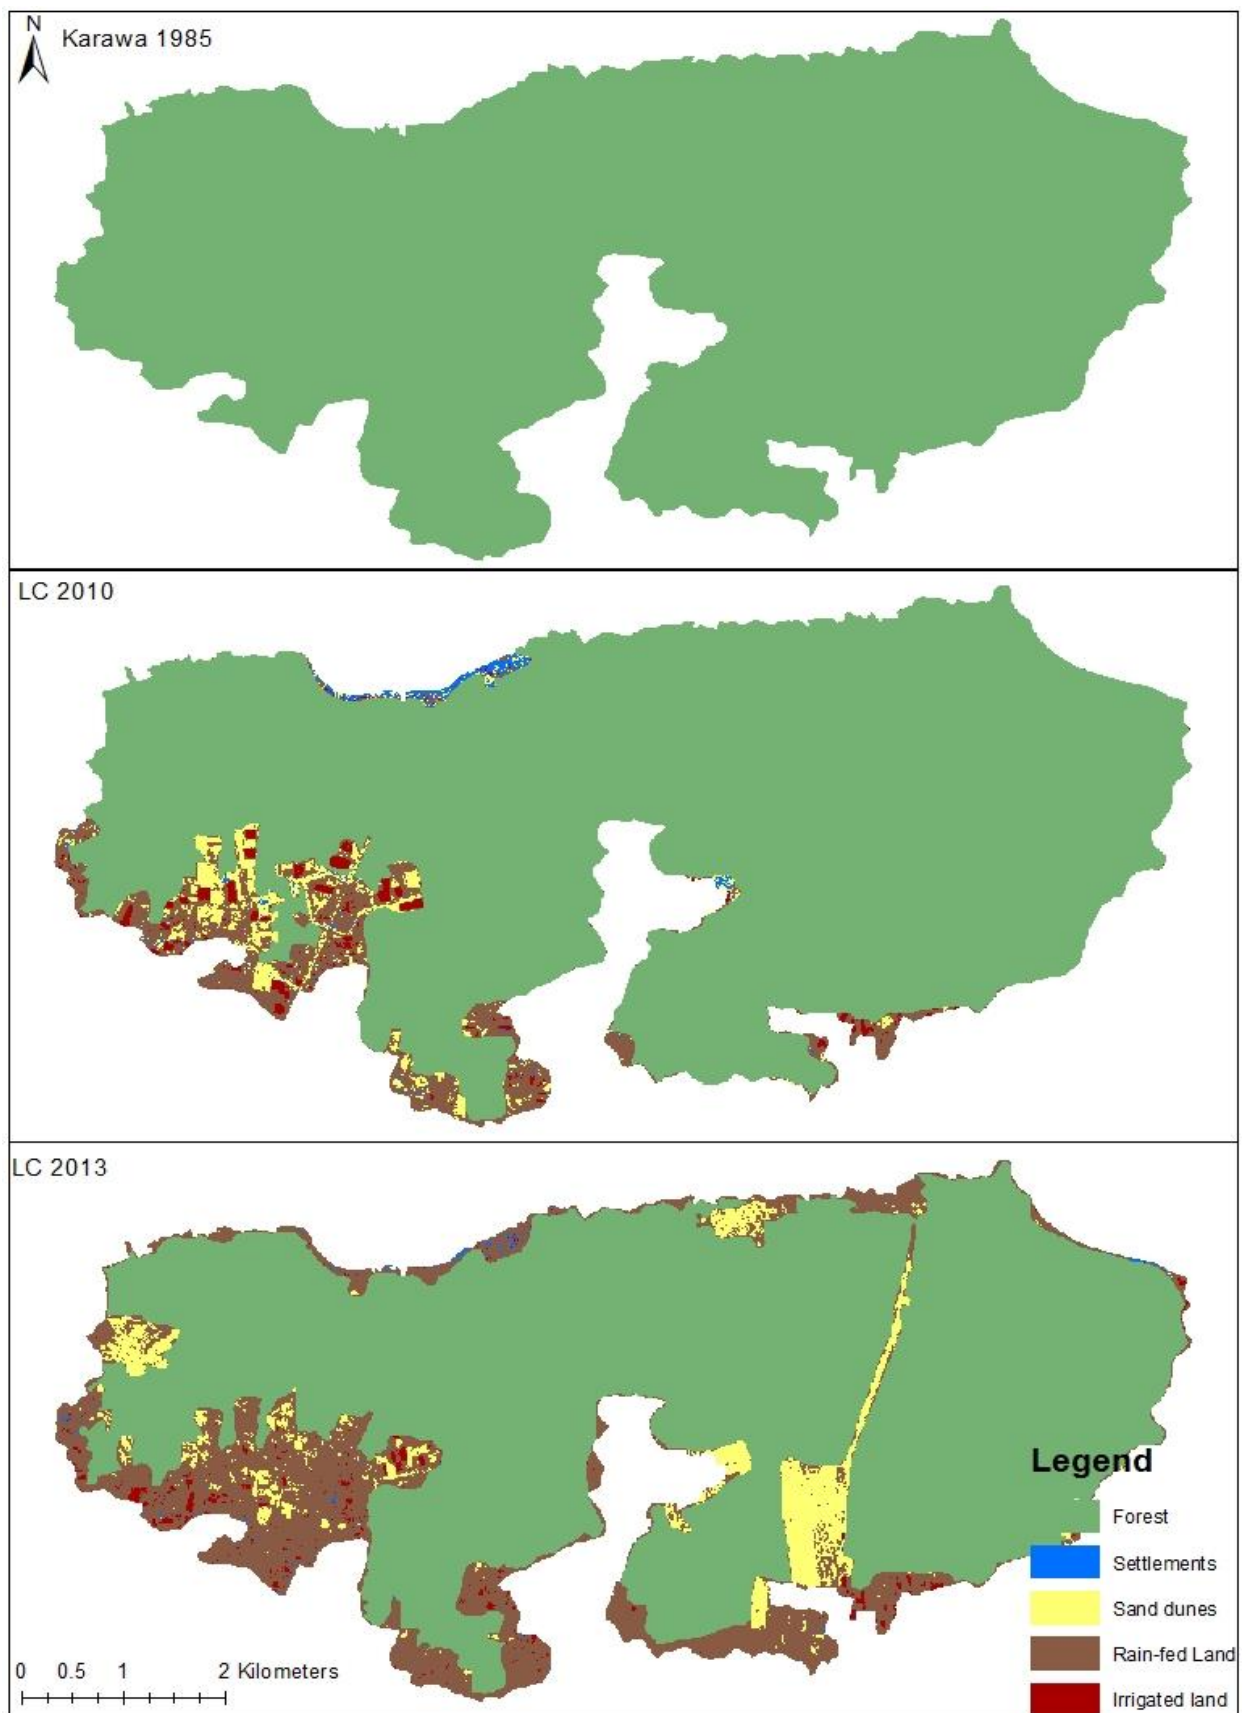 N
Karawa 1985
LC 2010
LC 2013
Legend
Forest
Settlements
Sand dunes
Rain-fed Land
Irrigated land
0 0.5 1 2 Kilometers